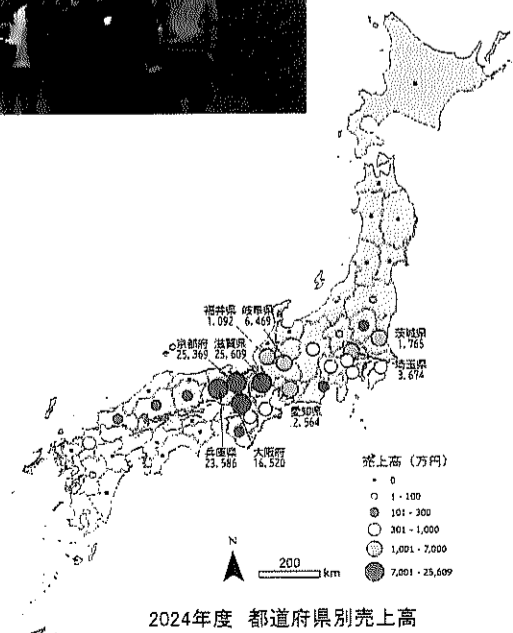 福井県 岐阜県
1,092 6,469
京都府 滋賀県
25,369 25,609
茨城県
1,765
埼玉県
3,674
愛知県
2,564
兵庫県 大阪府
23,586 16,520
売上高（万円）
0
1 - 100
101 - 300
301 - 1,000
1,001 - 7,000
7,001 - 25,609
N
200
km
2024年度 都道府県別売上高